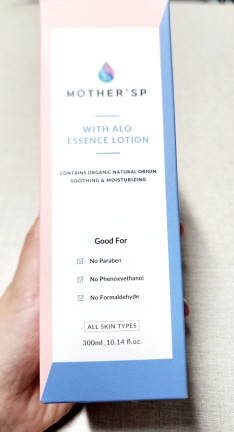 MOTHER'SP
WITH ALO
ESSENCE LOTION
CONTAINS ORGANIC NATURAL ORIGIN
SOOTHING & MOISTURIZING
Good For
No Paraben
No Phenoxyethanol
No Formaldehyde
ALL SKIN TYPES
300ml, 10.14 fl.oz.